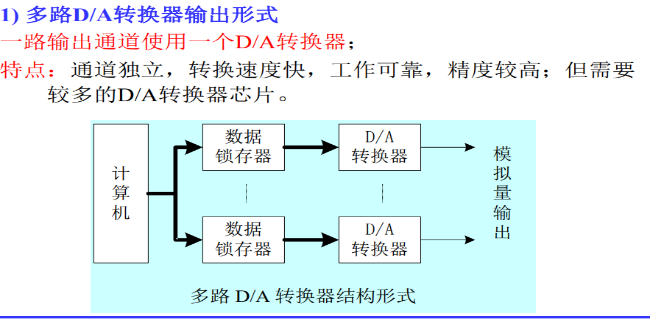 1) 多路D/A转换器输出形式
一路输出通道使用一个D/A转换器；
特点：通道独立，转换速度快，工作可靠，精度较高；但需要
较多的D/A转换器芯片。
计算机
数据
锁存器
D/A
转换器
数据
锁存器
D/A
转换器
模拟量输出
多路 D/A 转换器结构形式